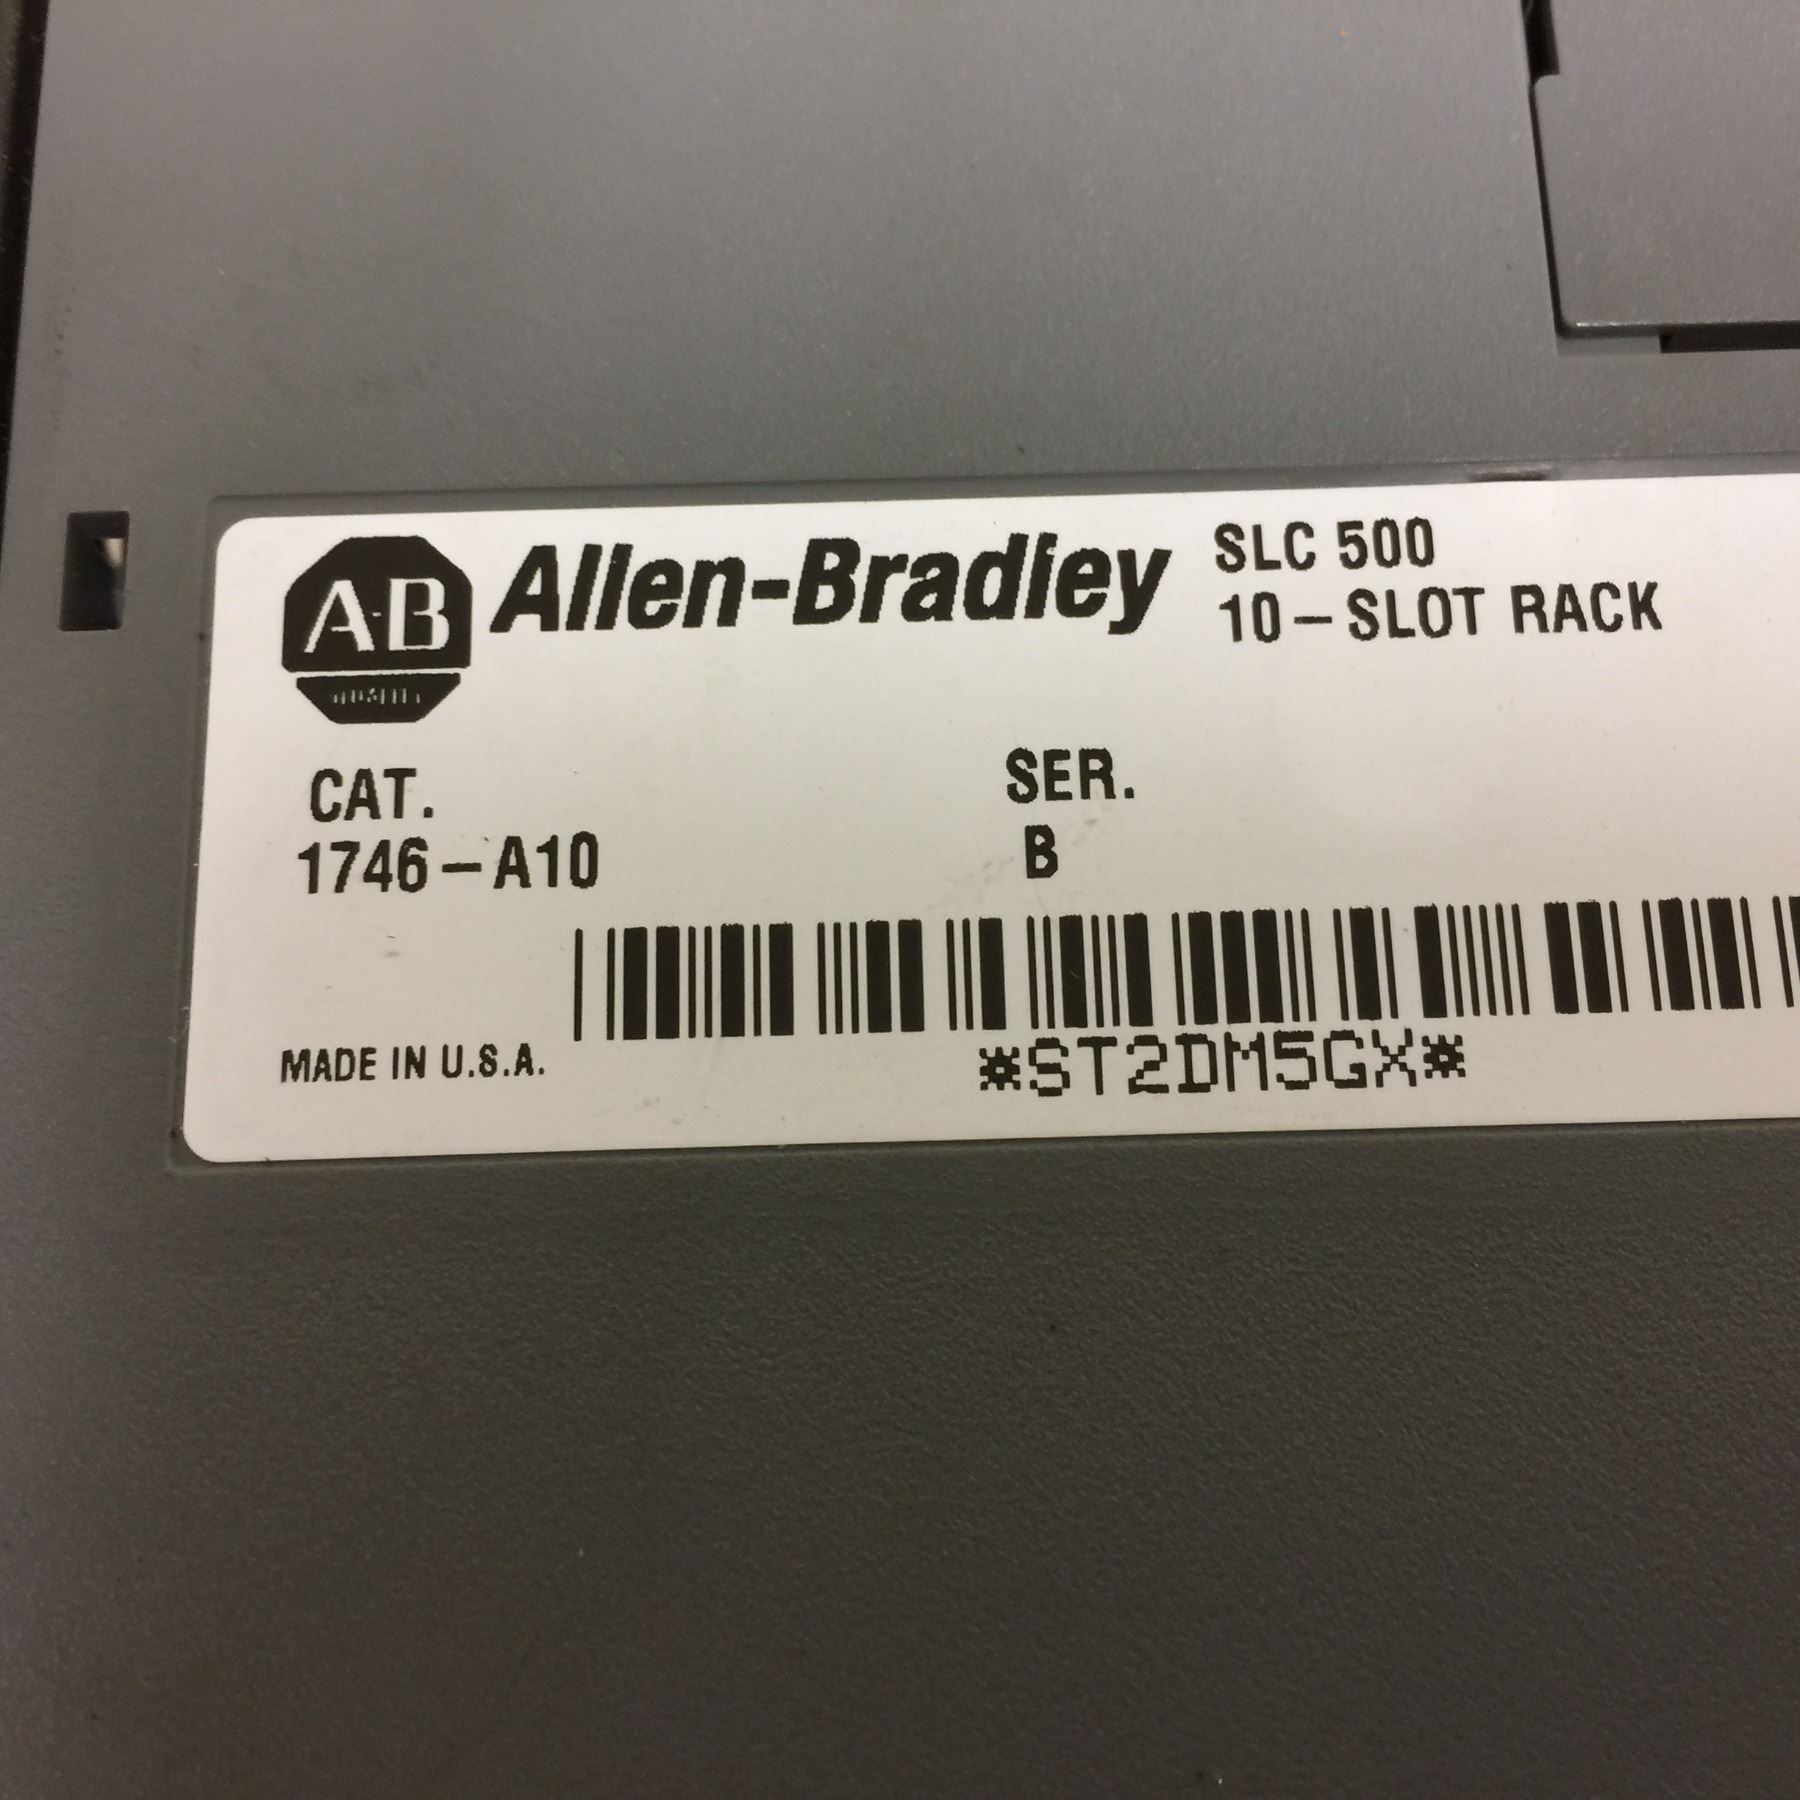 A·B Allen-Bradley SLC 500
10-SLOT RACK
CAT. SER.
1746-A10 B
MADE IN U.S.A. *ST2DM5GX*